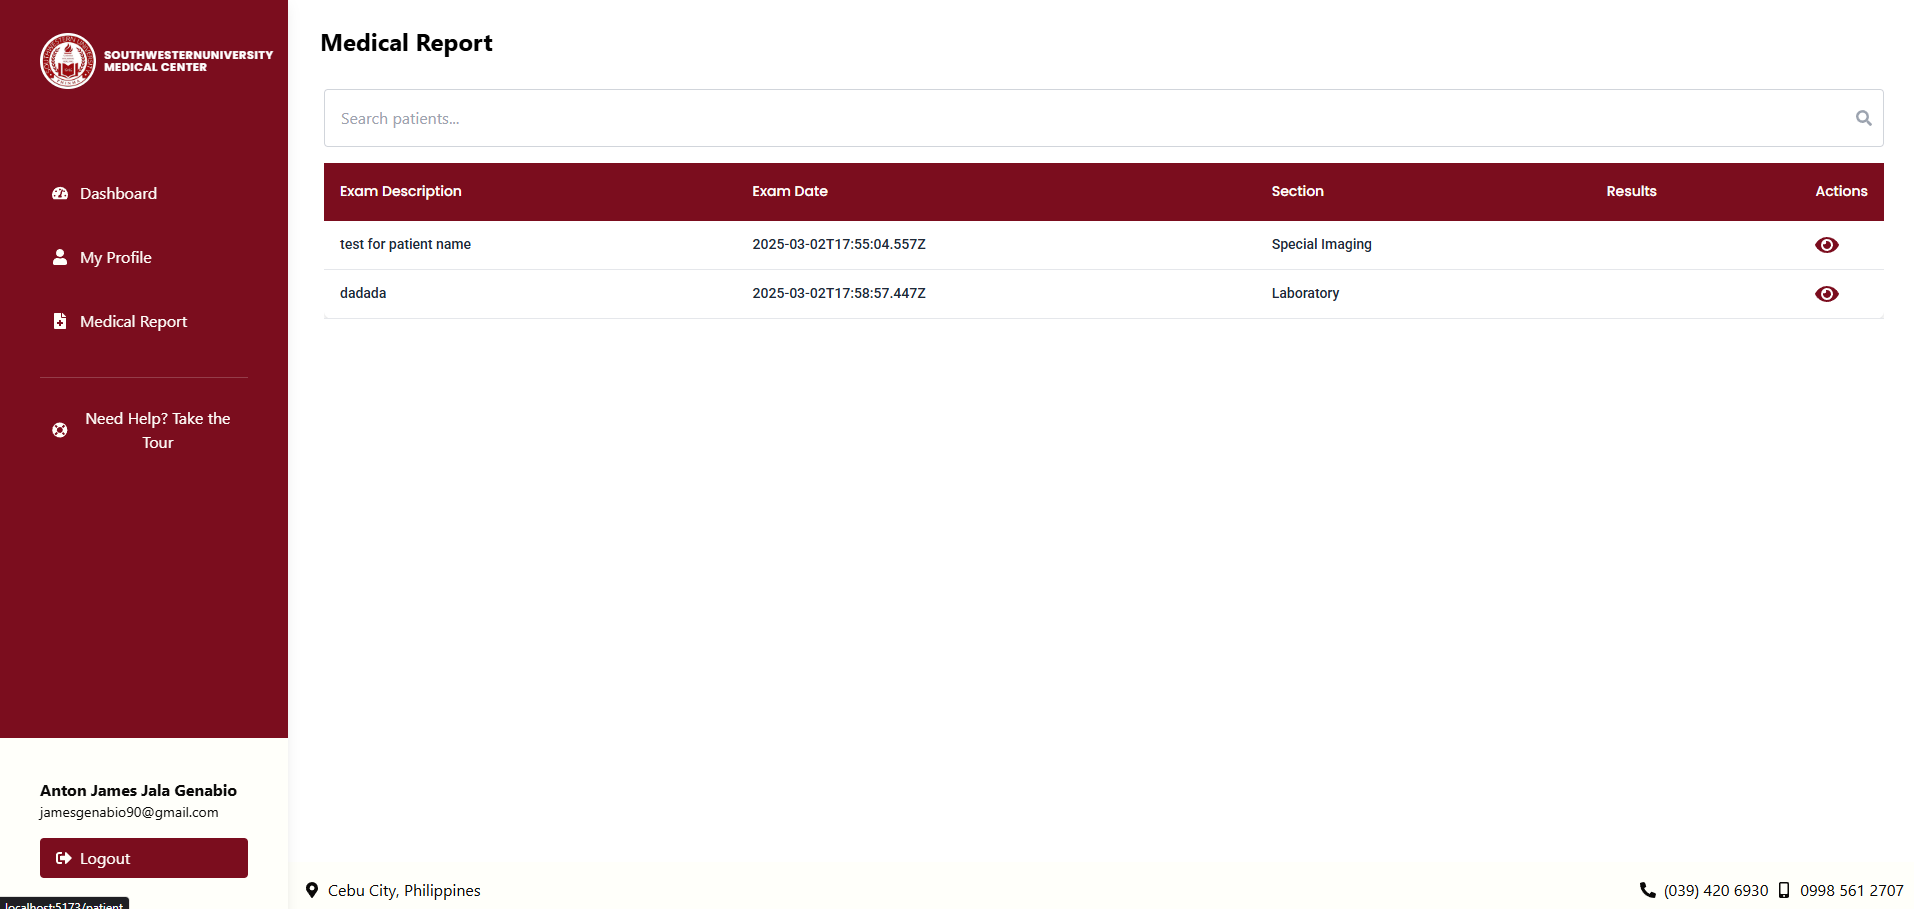 SOUTHWESTERNUNIVERSITY
MEDICAL CENTER
Dashboard
My Profile
Medical Report
Need Help? Take the
Tour
Anton James Jala Genabio
jamesgenabio90@gmail.com
Logout
localhost:5173/patient
Medical Report
Search patients...
Exam Description Exam Date Section Results Actions
test for patient name 2025-03-02T17:55:04.557Z Special Imaging
dadada 2025-03-02T17:58:57.447Z Laboratory
Cebu City, Philippines
(039) 420 6930 0998 561 2707